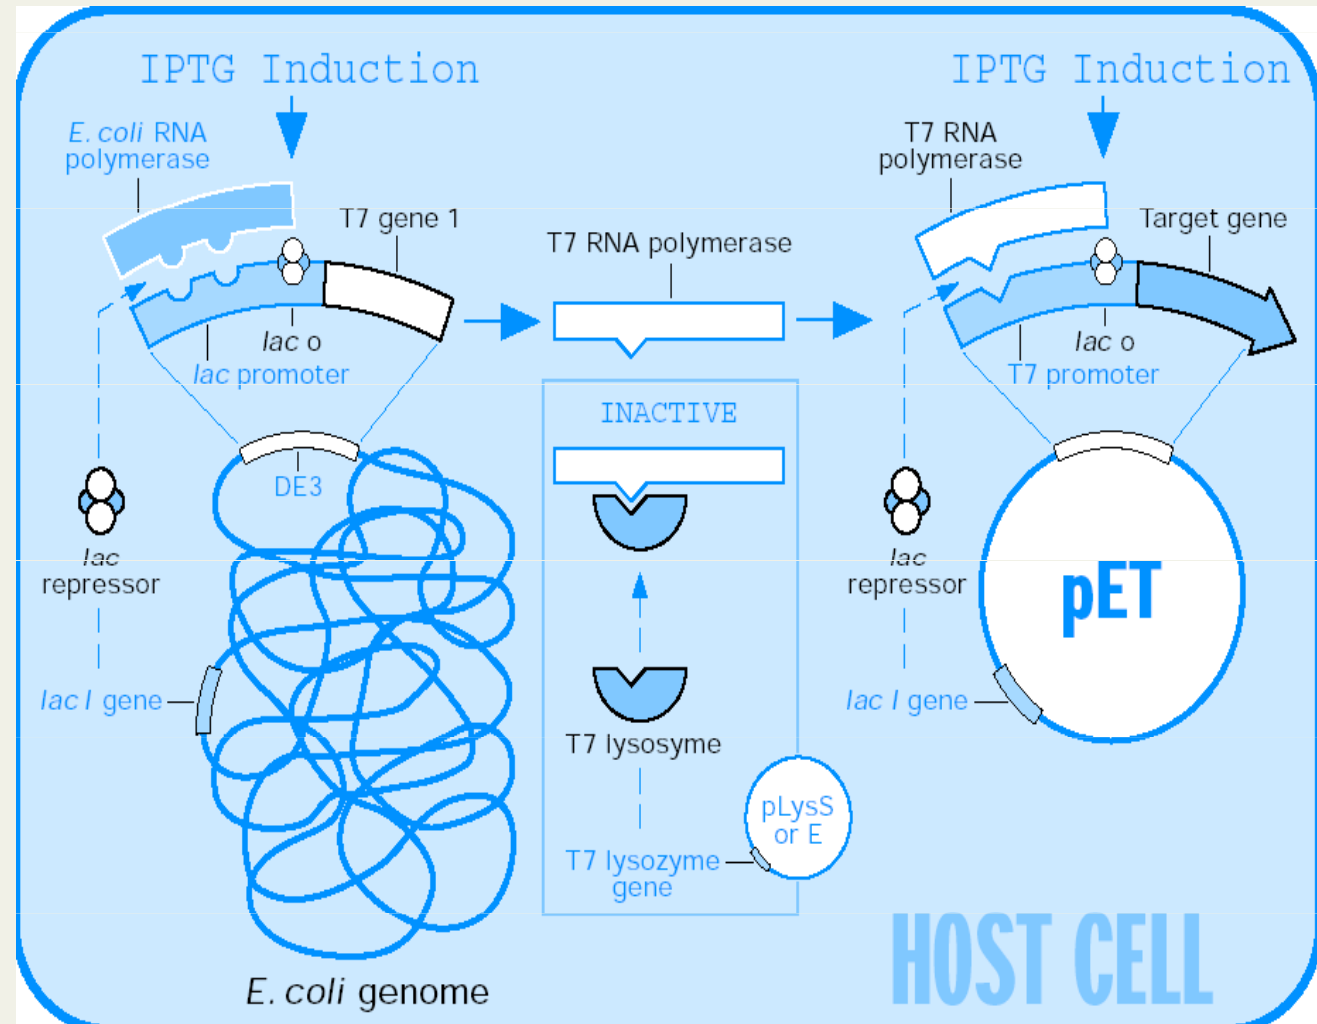 IPTG Induction
IPTG Induction
E. coli RNA
polymerase
T7 gene 1
T7 RNA polymerase
T7 RNA
polymerase
Target gene
lac o
lac promoter
lac o
T7 promoter
INACTIVE
DE3
lac
repressor
lac
repressor
pET
lac I gene
T7 lysosyme
lac I gene
pLysS
or E
T7 lysozyme
gene
HOST CELL
E. coli genome